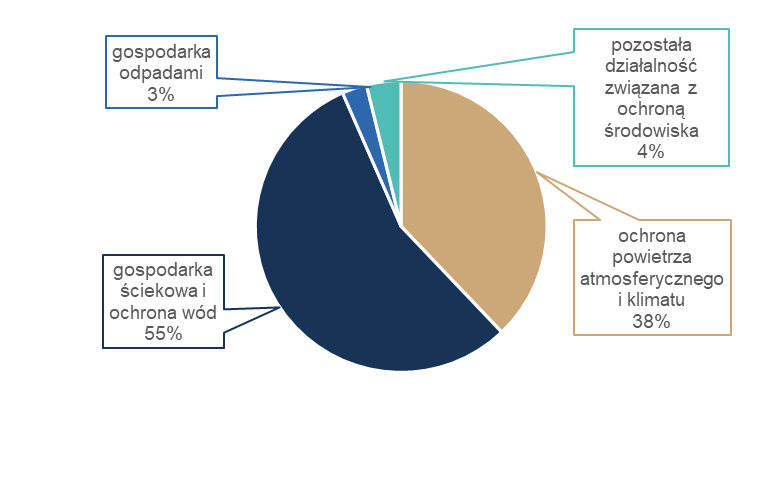 gospodarka
odpadami
3%
pozostała
działalność
związana z
ochroną
środowiska
4%
gospodarka
ściekowa i
ochrona wód
55%
ochrona
powietrza
atmosferycznego
i klimatu
38%